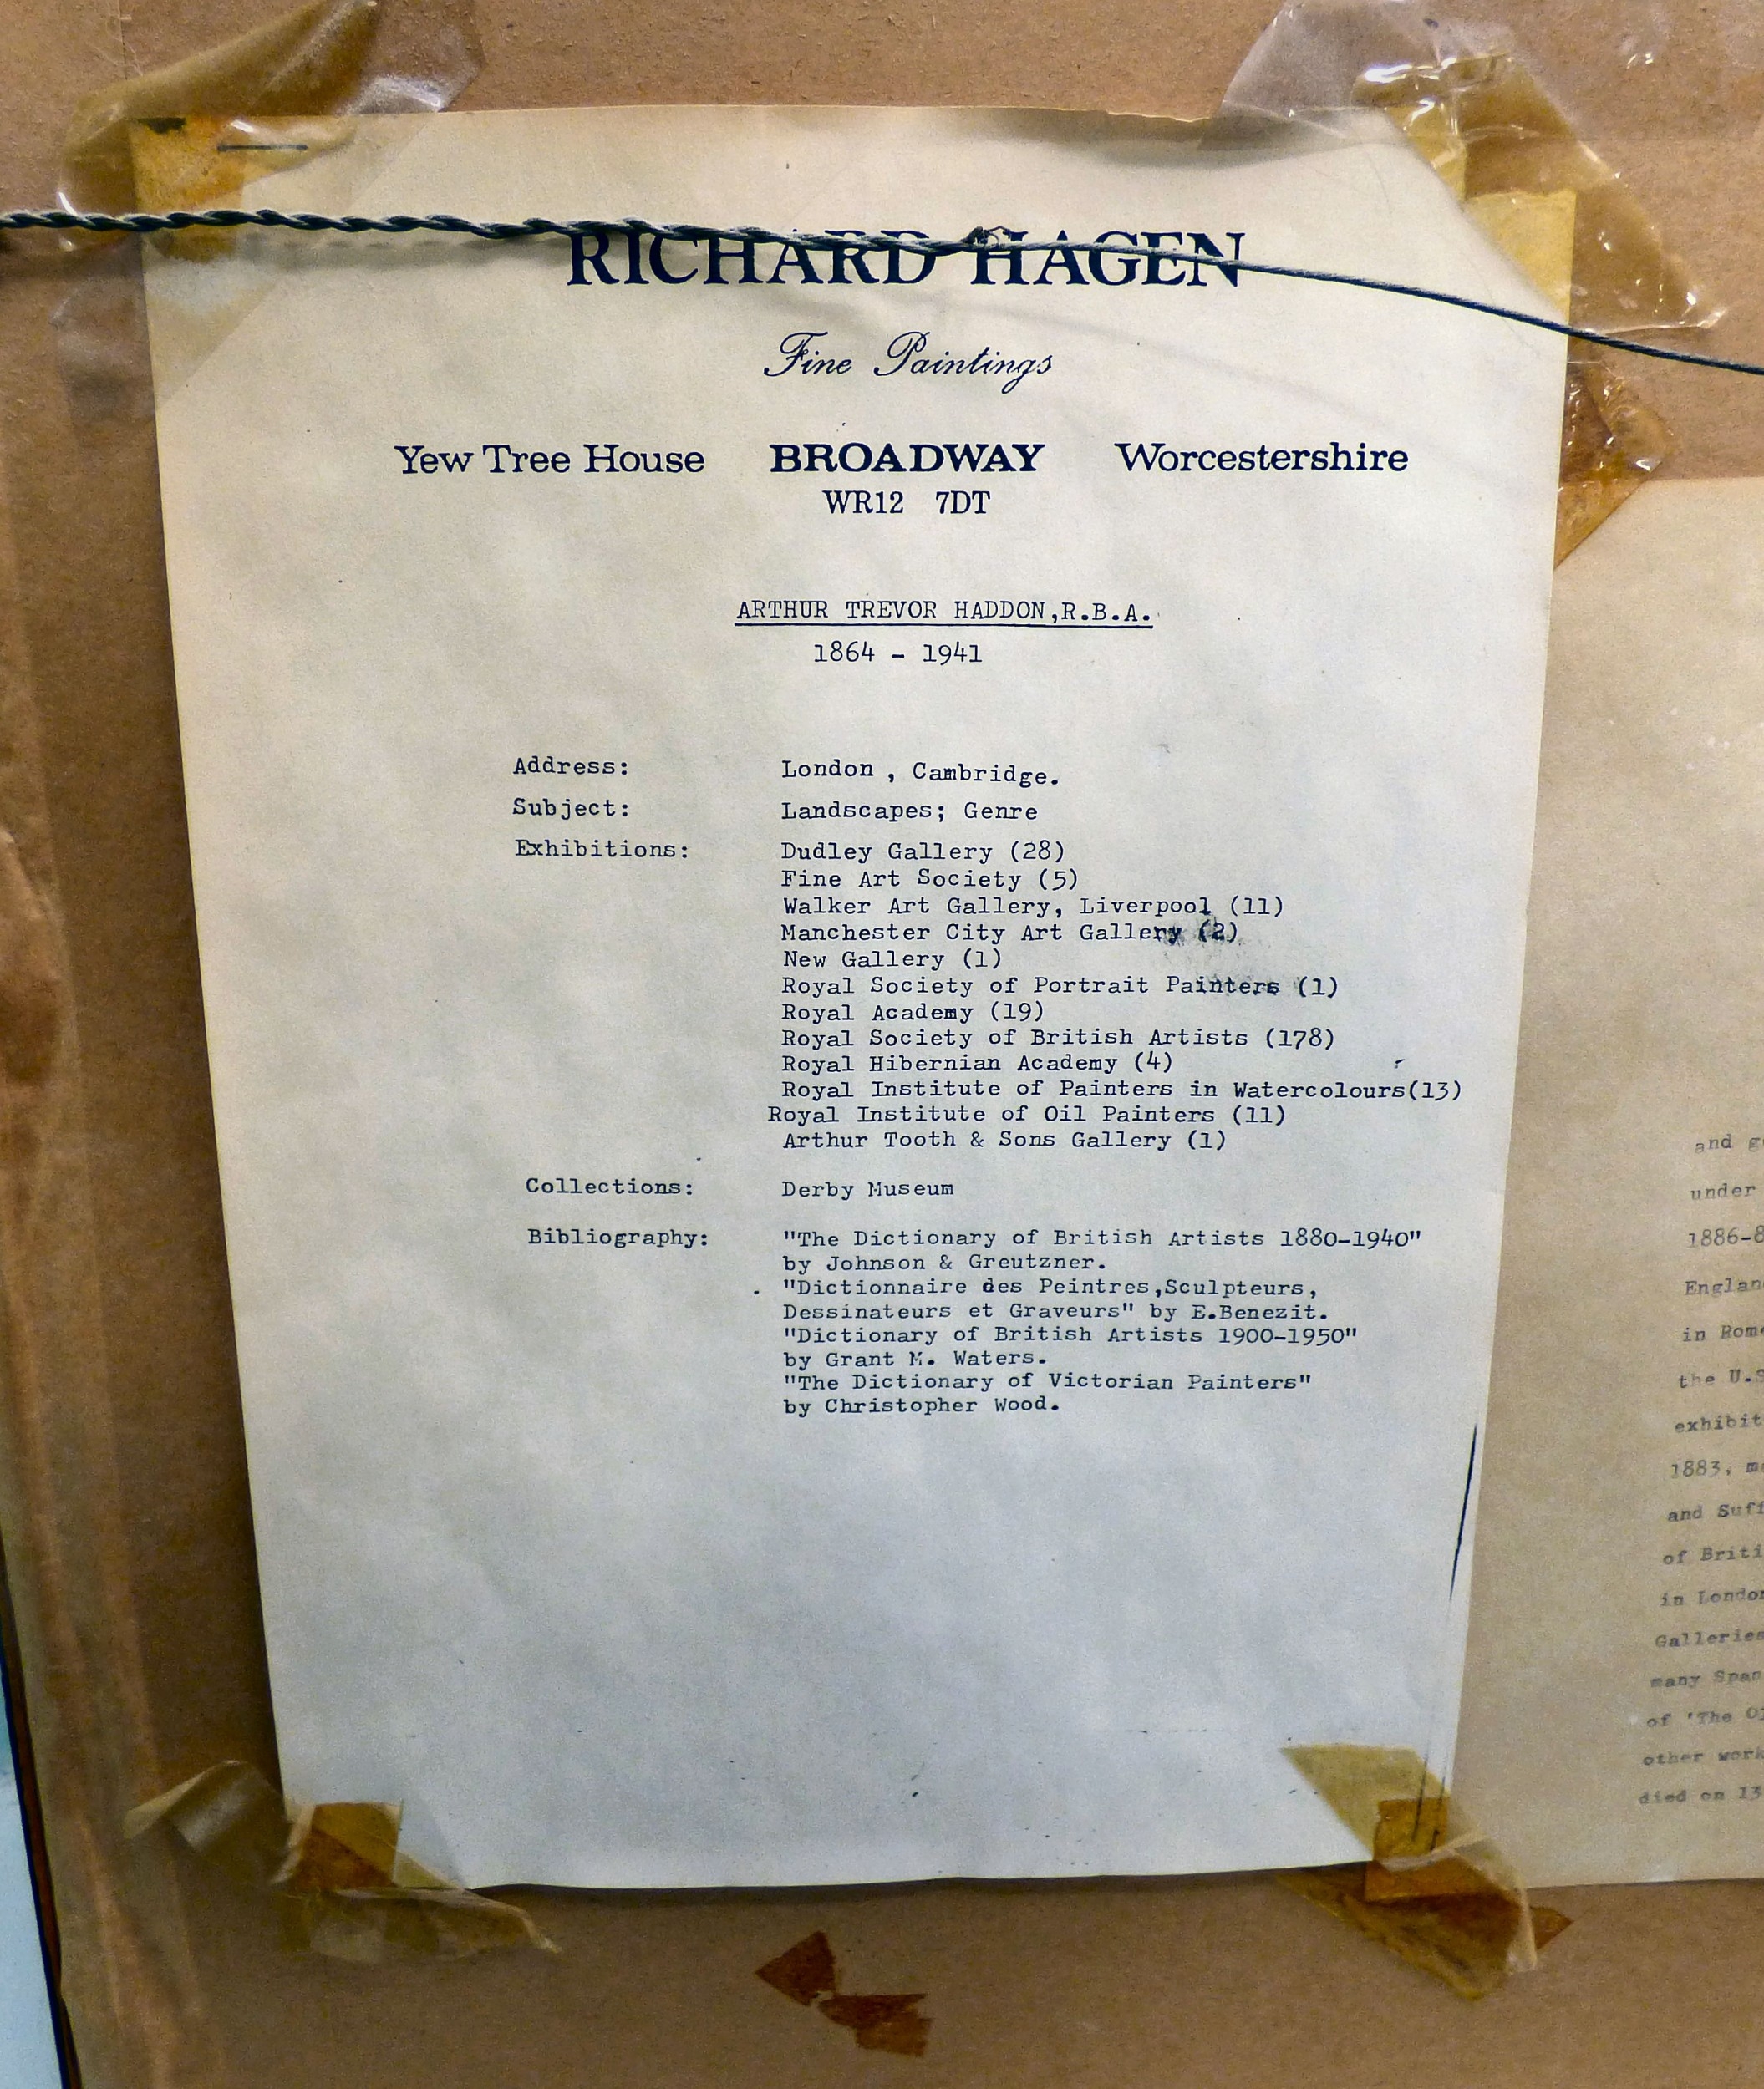 RICHARD HAGEN
Fine Paintings
Yew Tree House BROADWAY Worcestershire
WR12 7DT
ARTHUR TREVOR HADDON,R.B.A.
1864 - 1941
Address: London , Cambridge.
Subject: Landscapes; Genre
Exhibitions: Dudley Gallery (28)
Fine Art Society (5)
Walker Art Gallery, Liverpool (11)
Manchester City Art Gallery (2)
New Gallery (1)
Royal Society of Portrait Painters (1)
Royal Academy (19)
Royal Society of British Artists (178)
Royal Hibernian Academy (4)
Royal Institute of Painters in Watercolours(13)
Royal Institute of Oil Painters (11)
Arthur Tooth & Sons Gallery (1)
Collections: Derby Museum
Bibliography: "The Dictionary of British Artists 1880-1940"
by Johnson & Greutzner.
"Dictionnaire des Peintres,Sculpteurs,
Dessinateurs et Graveurs" by E.Benezit.
"Dictionary of British Artists 1900-1950"
by Grant M. Waters.
"The Dictionary of Victorian Painters"
by Christopher Wood.
and
under
1886-8
in
the U.S
1883,
and
of
in
Galleries
many
of 'The
other
died on 13